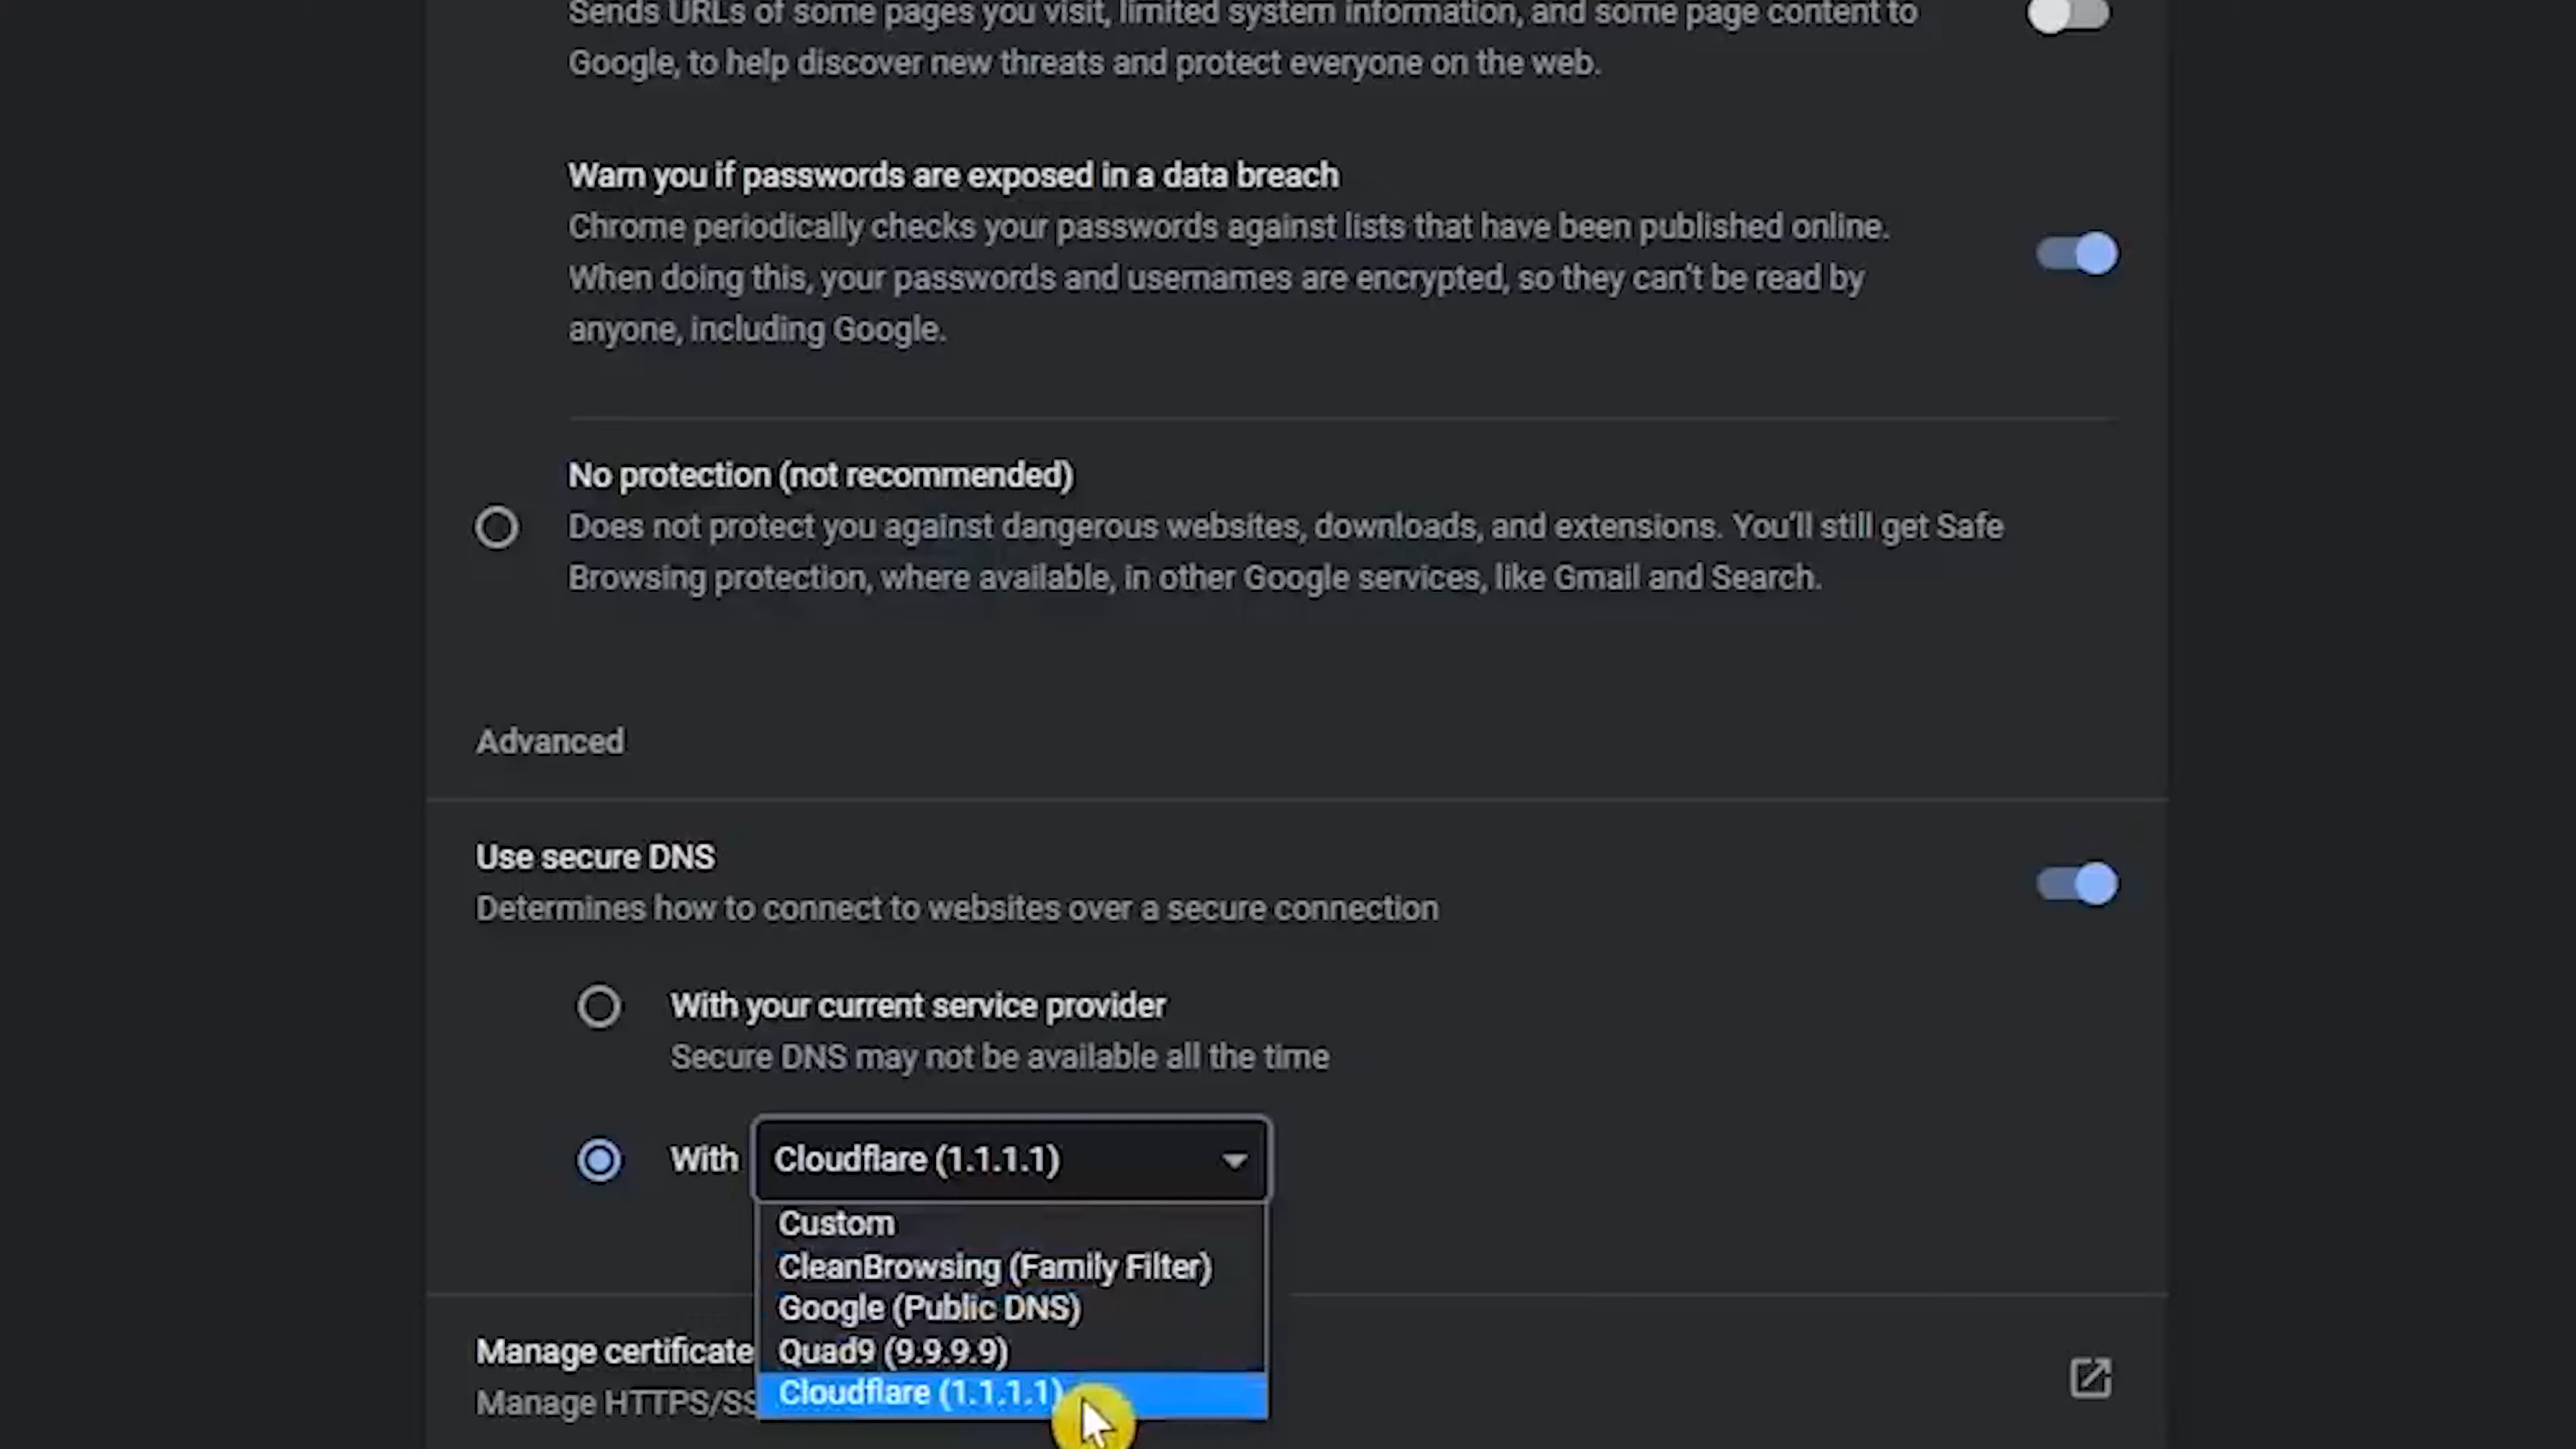 Sends URLs of some pages you visit, limited system information, and some page content to
Google, to help discover new threats and protect everyone on the web.
Warn you if passwords are exposed in a data breach
Chrome periodically checks your passwords against lists that have been published online.
When doing this, your passwords and usernames are encrypted, so they can't be read by
anyone, including Google.
No protection (not recommended)
Does not protect you against dangerous websites, downloads, and extensions. You'll still get Safe
Browsing protection, where available, in other Google services, like Gmail and Search.
Advanced
Use secure DNS
Determines how to connect to websites over a secure connection
With your current service provider
Secure DNS may not be available all the time
With Cloudflare (1.1.1.1)
Custom
CleanBrowsing (Family Filter)
Google (Public DNS)
Quad9 (9.9.9.9)
Cloudflare (1.1.1.1)
Manage certificate
Manage HTTPS/SS